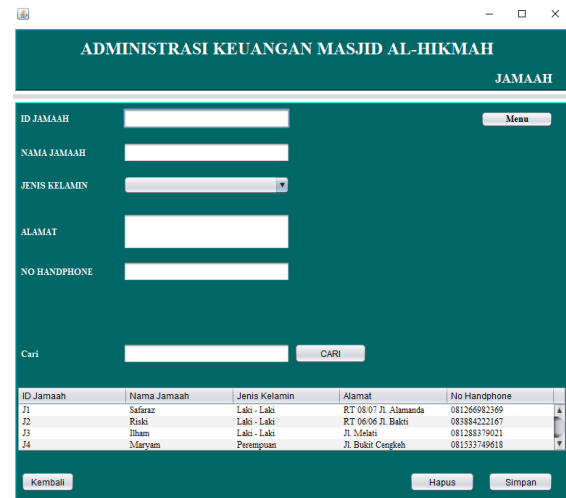 ADMINISTRASI KEUANGAN MASJID AL-HIKMAH
JAMAAH
ID JAMAAH
Menu
NAMA JAMAAH
JENIS KELAMIN
ALAMAT
NO HANDPHONE
Cari CARI
ID Jamaah Nama Jamaah Jenis Kelamin Alamat No Handphone
J1 Safaraz Laki - Laki RT 08/07 Jl. Alamanda 081266982369
J2 Riski Laki - Laki RT 06/06 Jl. Bakti 083884222167
J3 Ilham Laki - Laki Jl. Melati 081288379021
J4 Maryam Perempuan Jl. Bukit Cengkeh 081533749618
Kembali Hapus Simpan